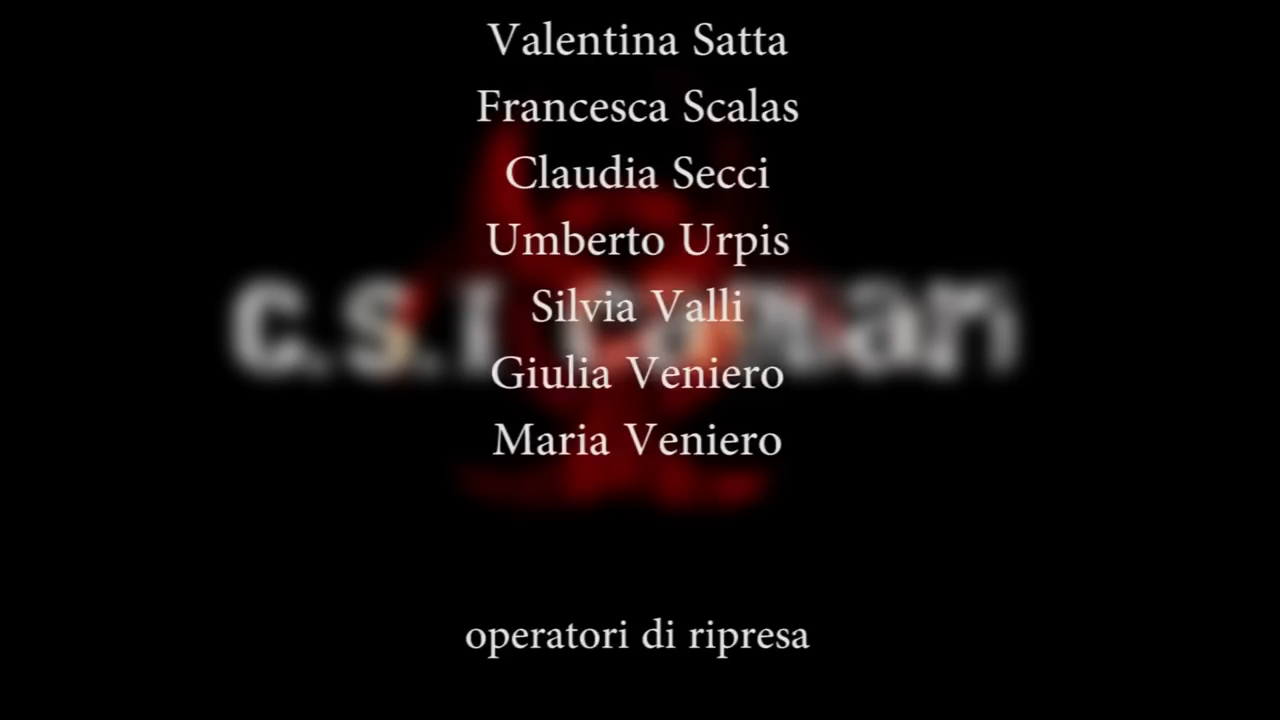 Valentina Satta
Francesca Scalas
Claudia Secci
Umberto Urpis
c.s.I
Silvia Valli
Giulia Veniero
Maria Veniero
operatori di ripresa